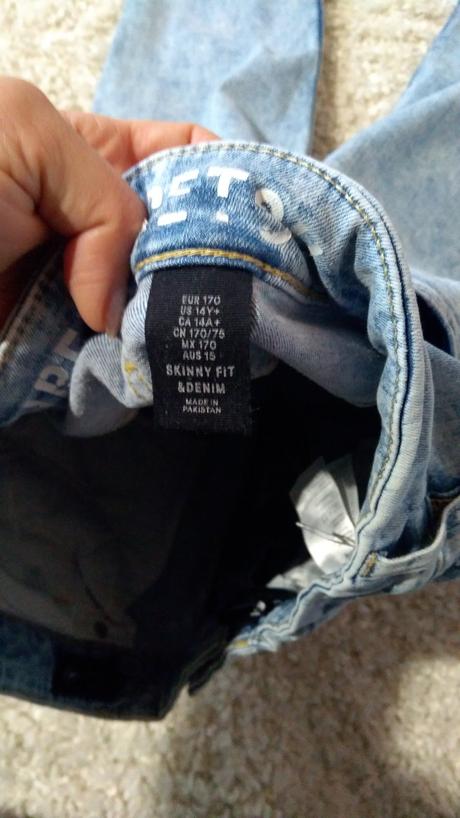 EUR 170
US 14Y+
CA 14A+
CN 170/75
MX 170
AUS 15
SKINNY FIT
&DENIM
MADE IN
PAKISTAN